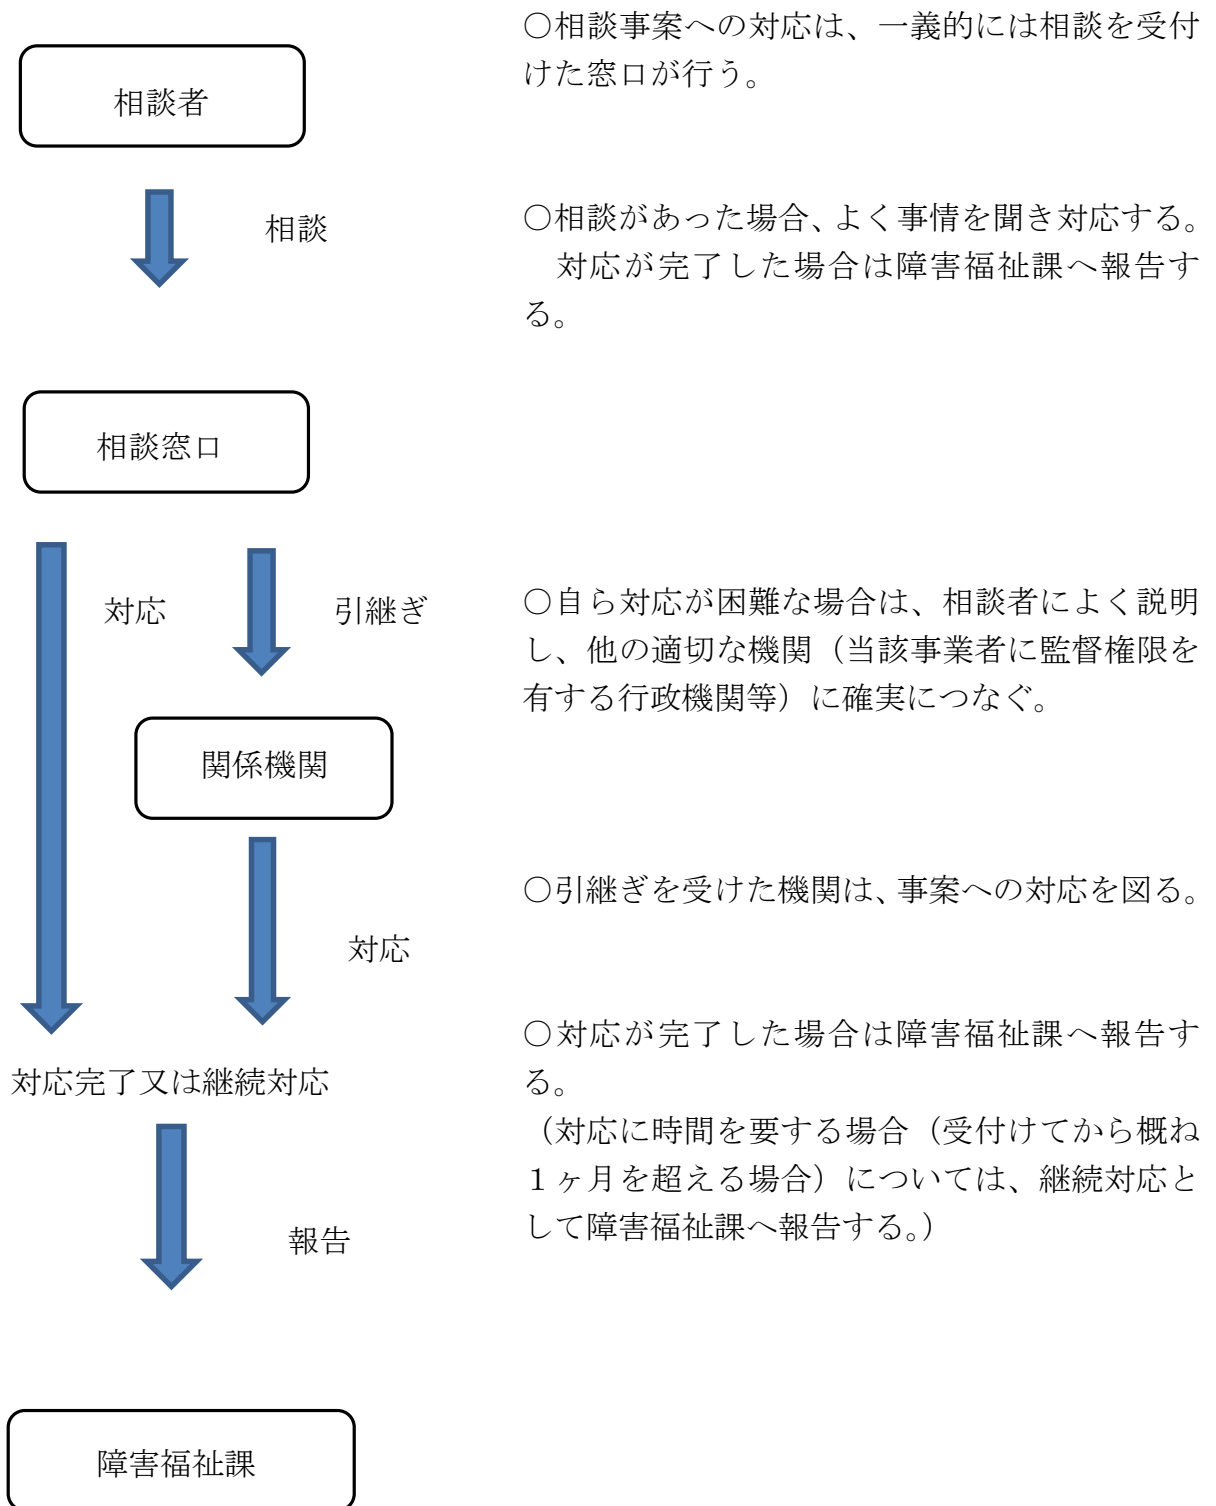 ○相談事案への対応は、一義的には相談を受付
けた窓口が行う。
相談者
相談
○相談があった場合、よく事情を聞き対応する。
対応が完了した場合は障害福祉課へ報告す
る。
相談窓口
対応
引継ぎ
○自ら対応が困難な場合は、相談者によく説明
し、他の適切な機関（当該事業者に監督権限を
有する行政機関等）に確実につなぐ。
関係機関
○引継ぎを受けた機関は、事案への対応を図る。
対応
対応完了又は継続対応
○対応が完了した場合は障害福祉課へ報告す
る。
（対応に時間を要する場合（受付けてから概ね
１ヶ月を超える場合）については、継続対応と
して障害福祉課へ報告する。）
報告
障害福祉課